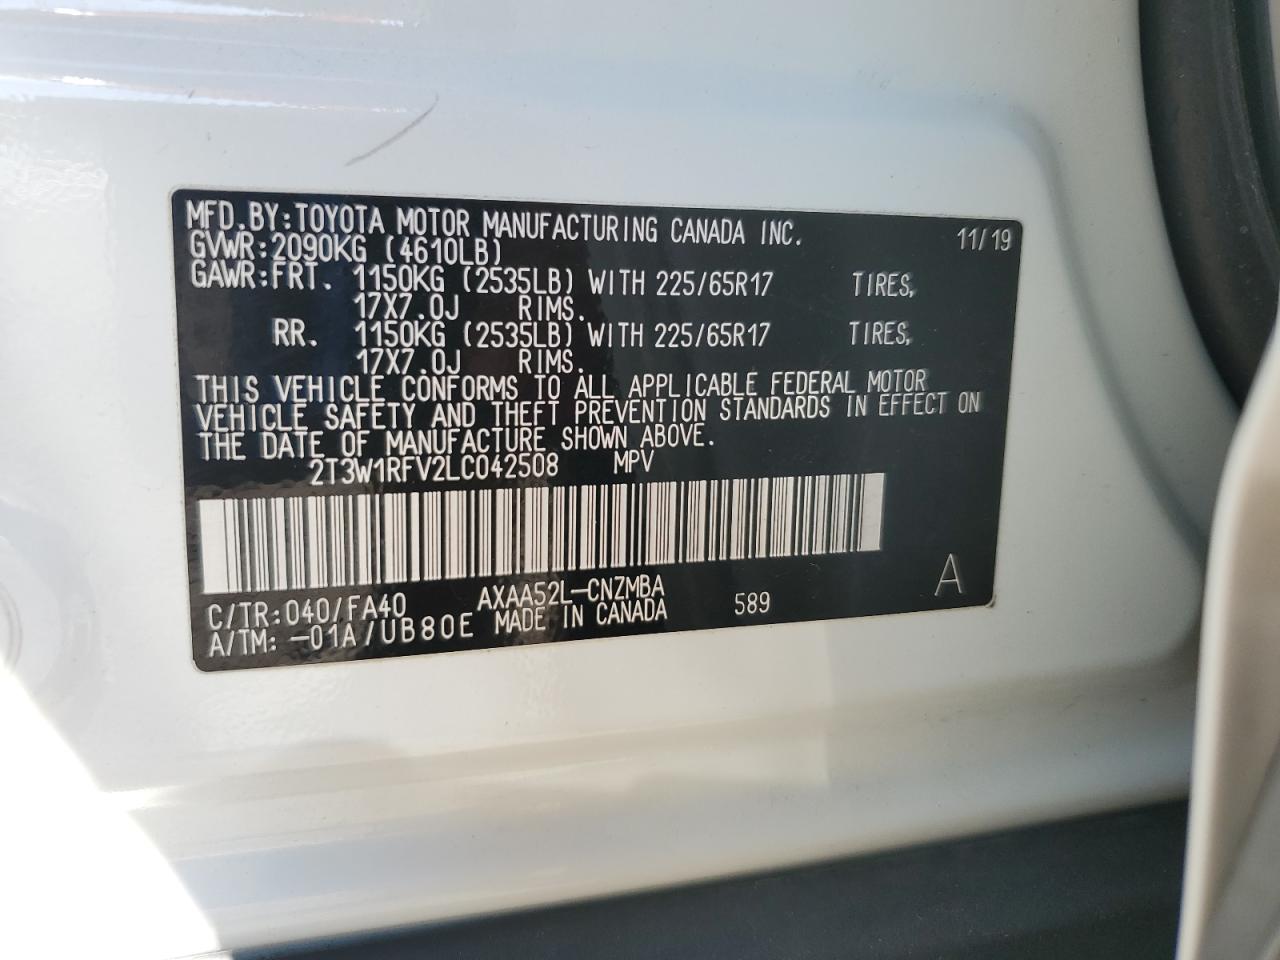 MFD.BY:TOYOTA MOTOR MANUFACTURING CANADA INC. 11/19
GVWR:2090KG (4610LB)
GAWR:FRT. 1150KG (2535LB) WITH 225/65R17 TIRES,
17X7.0J RIMS.
RR. 1150KG (2535LB) WITH 225/65R17 TIRES,
17X7.0J RIMS.
THIS VEHICLE CONFORMS TO ALL APPLICABLE FEDERAL MOTOR
VEHICLE SAFETY AND THEFT PREVENTION STANDARDS IN EFFECT ON
THE DATE OF MANUFACTURE SHOWN ABOVE.
2T3W1RFV2LC042508 MPV
C/TR:040/FA40 AXAA52L-CNZMBA 589 A
A/TM: -01A/UB80E MADE IN CANADA